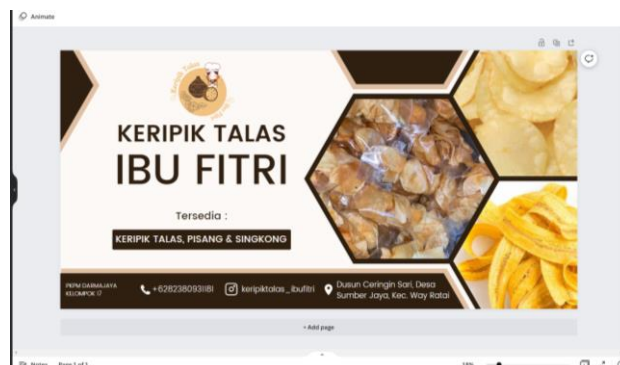 Animate
KERIPIK TALAS
IBU FITRI
Tersedia :
KERIPIK TALAS, PISANG & SINGKONG
PKPM DARMAJAYA
KELOMPOK 17
+6282380931181
keripiktalas_ibufitri
Dusun Ceringin Sari, Desa
Sumber Jaya, Kec. Way Ratai
+ Add page
Notes
Page 1 of 1